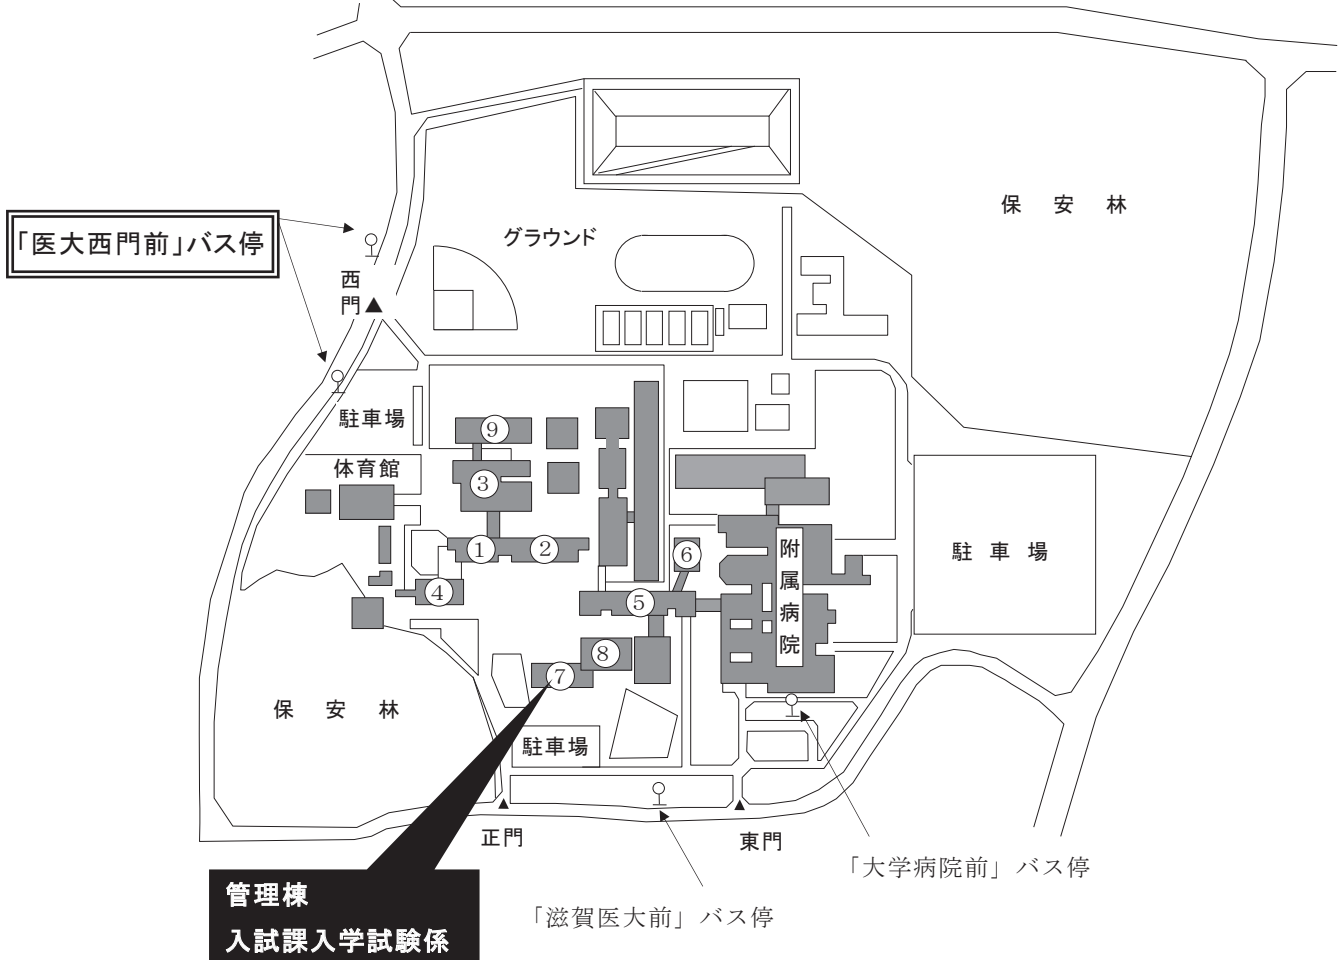 保 安 林
「医大西門前」バス停
グラウンド
西
門
駐車場
⑨
体育館
③
①
②
⑥
附
属
病
院
駐 車 場
④
⑤
⑧
⑦
保 安 林
駐車場
正門
東門
「大学病院前」バス停
管理棟
入試課入学試験係
「滋賀医大前」バス停